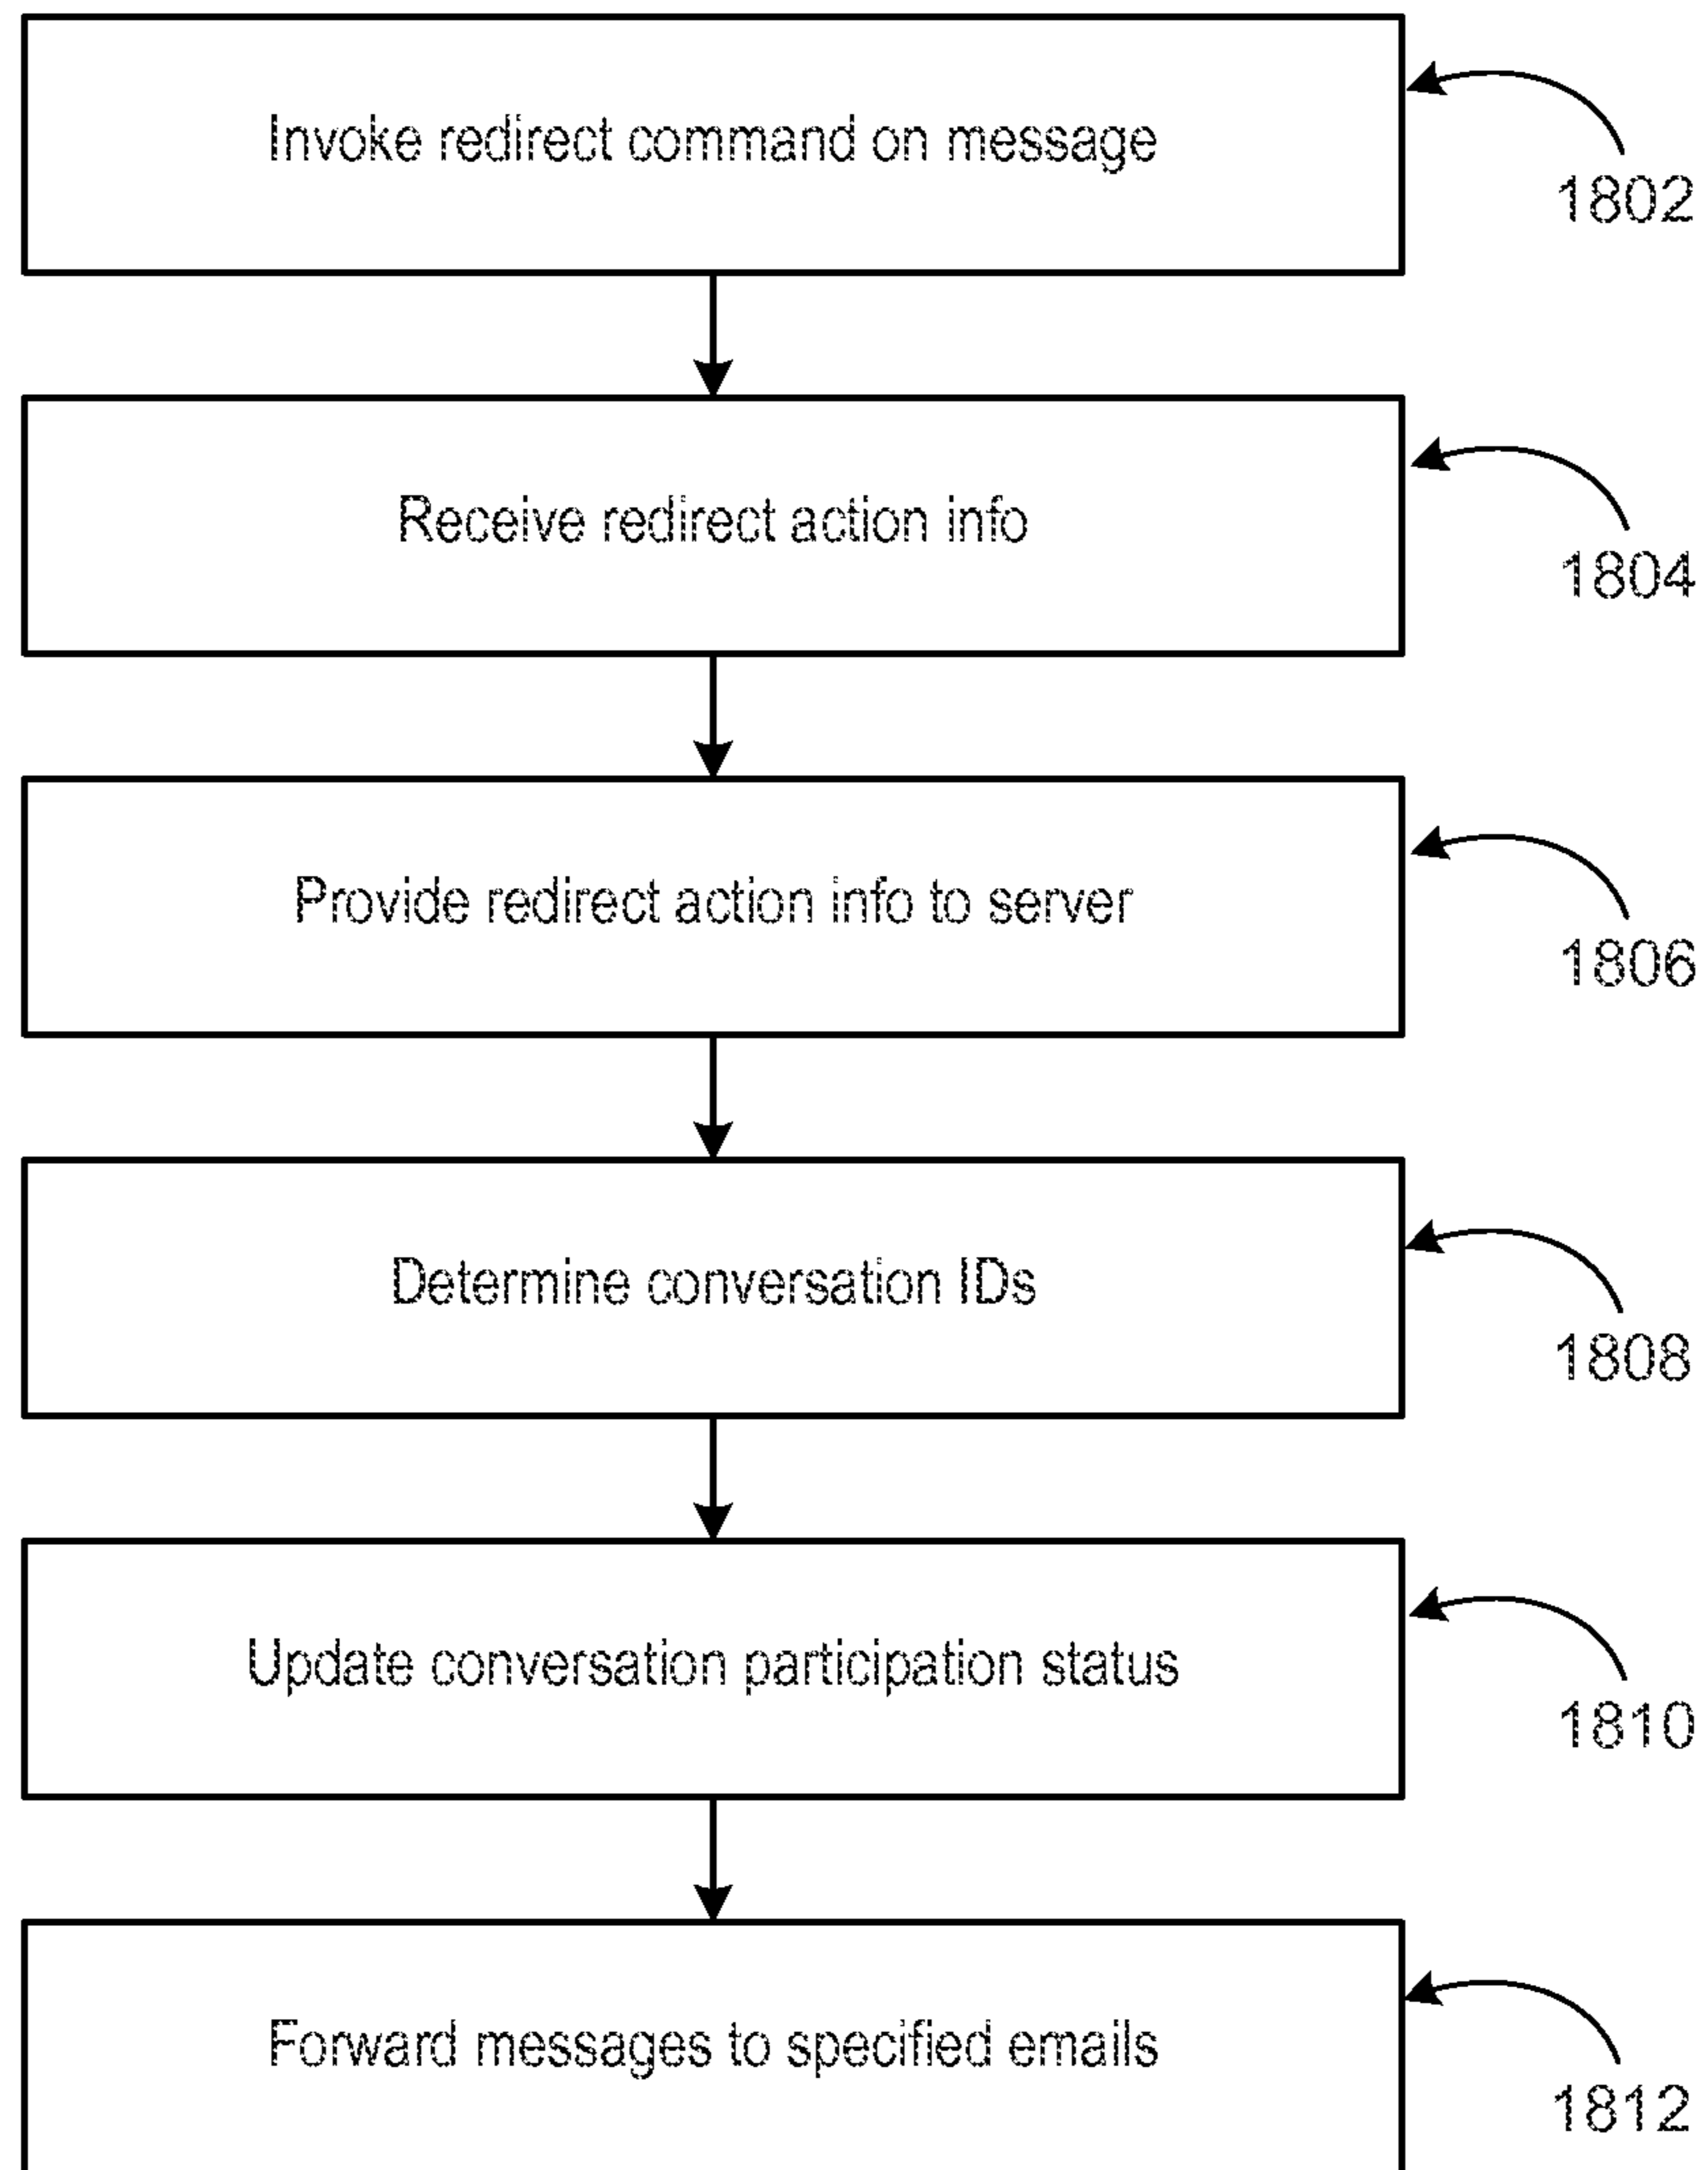 Invoke redirect command on message
1802
Receive redirect action info
1804
Provide redirect action info to server
1806
Determine conversation IDs
1808
Update conversation participation status
1810
Forward messages to specified emails
1812